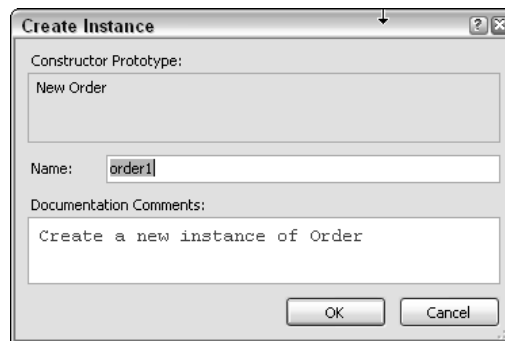 Create Instance
Constructor Prototype:
New Order
Name: order1
Documentation Comments:
Create a new instance of Order
OK Cancel